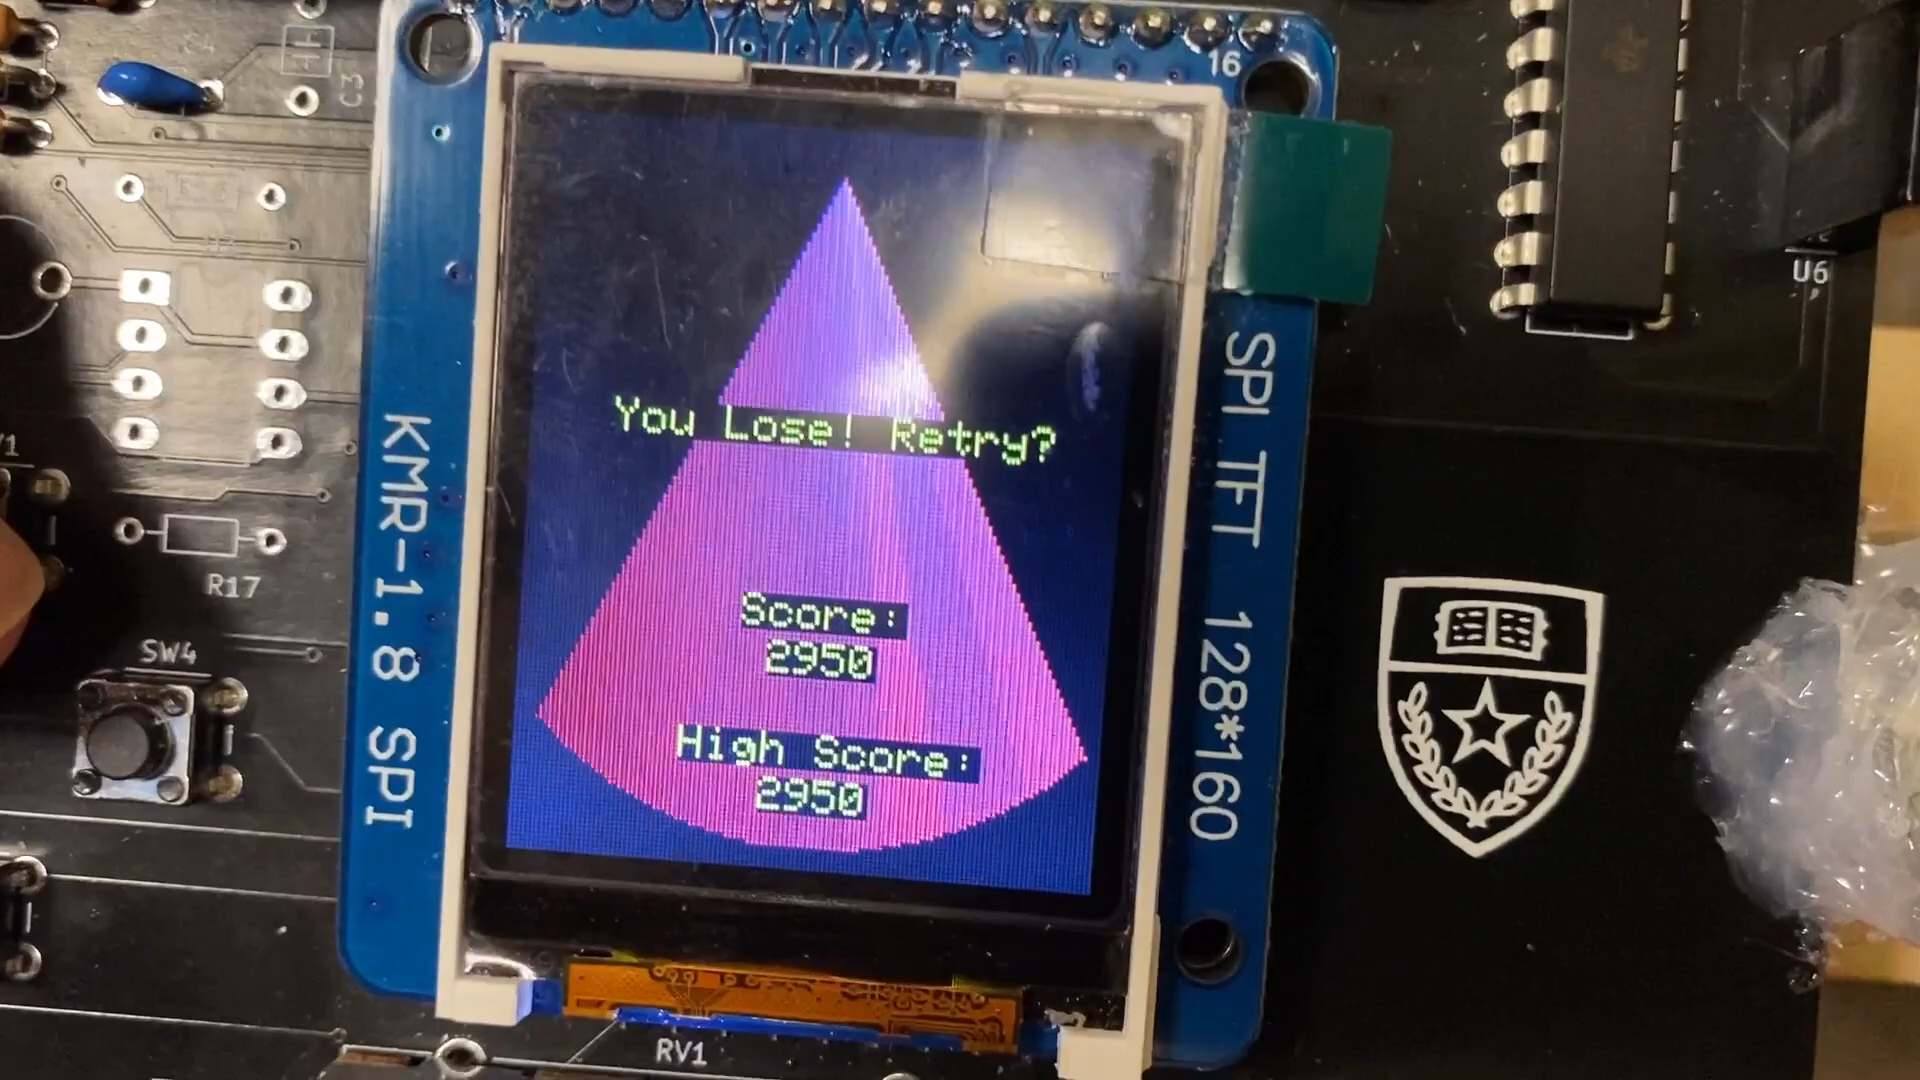 16
C3
U6
You Lose! Retry?
Score:
2950
High Score:
2950
KMR-1.8 SPI
SPI TFT 128*160
R17
SW4
RV1